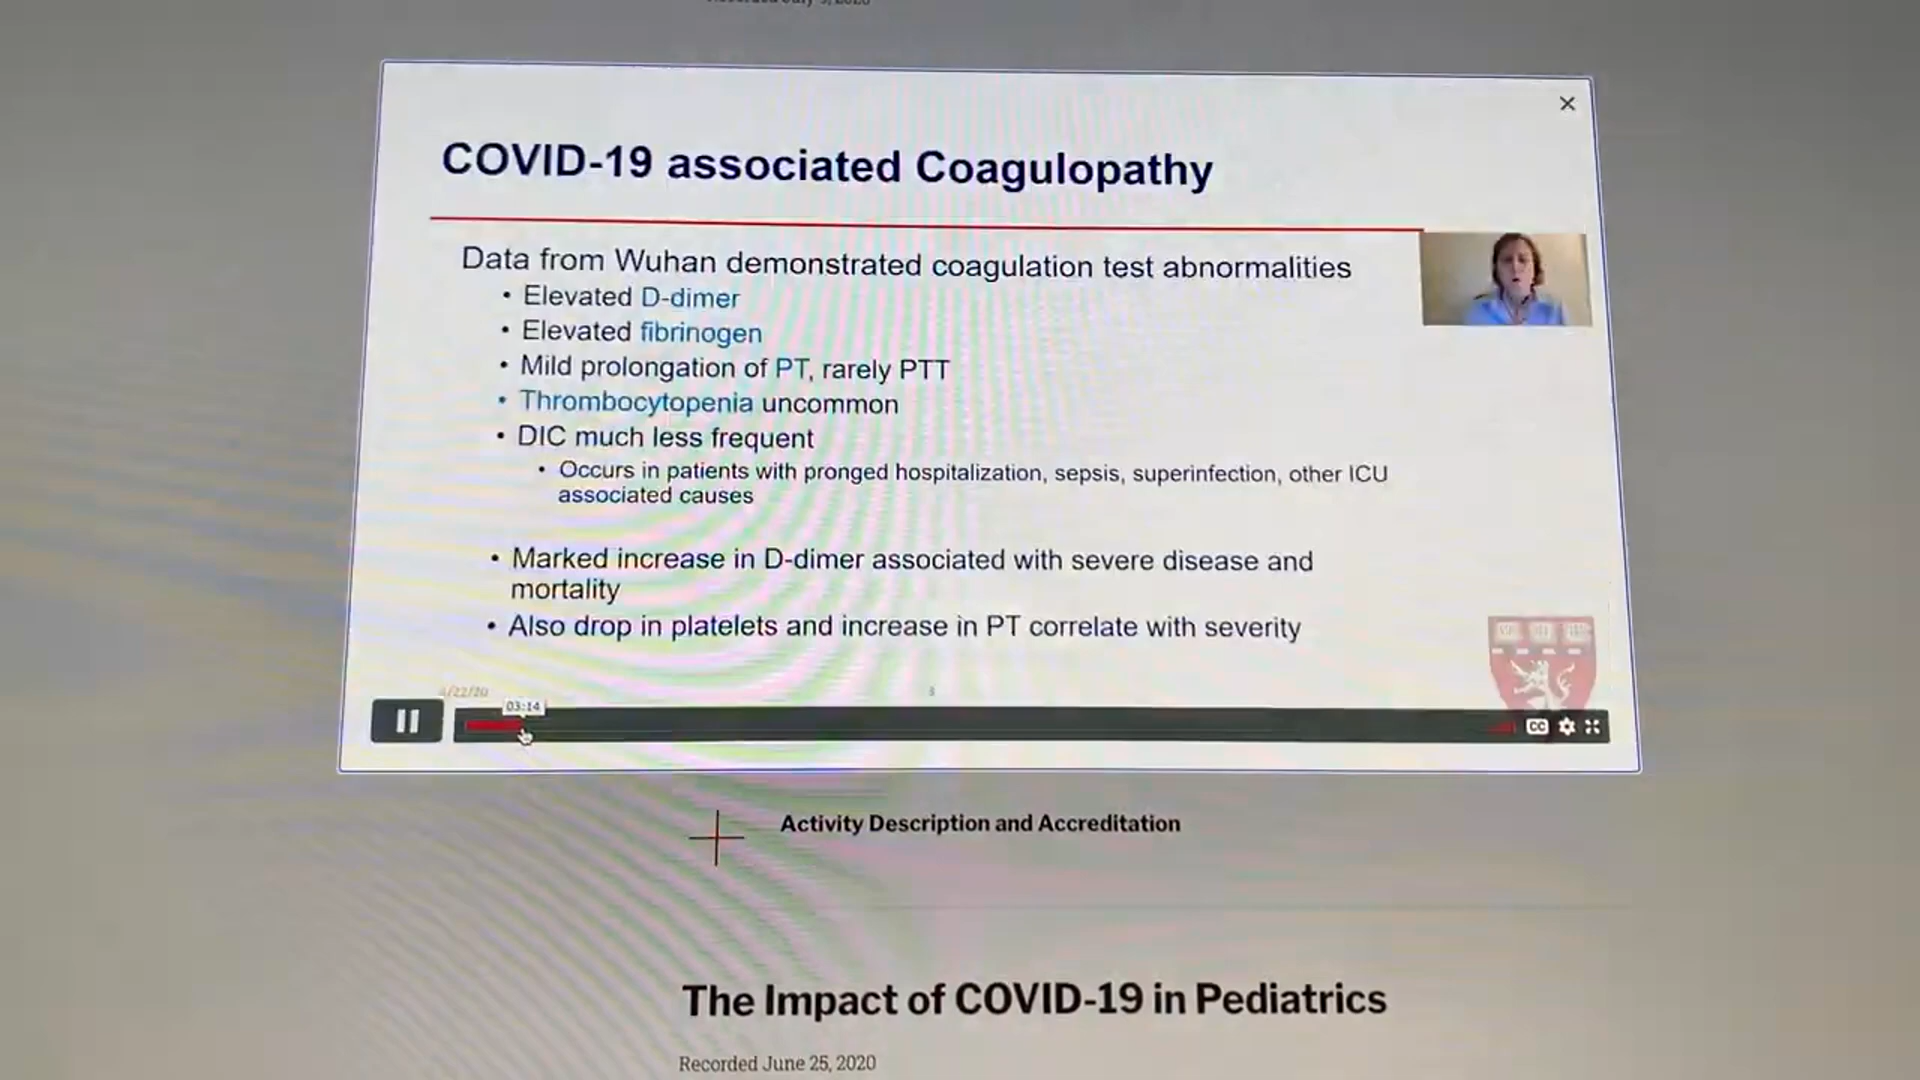 COVID-19 associated Coagulopathy
Data from Wuhan demonstrated coagulation test abnormalities
• Elevated D-dimer
• Elevated fibrinogen
• Mild prolongation of PT, rarely PTT
• Thrombocytopenia uncommon
• DIC much less frequent
• Occurs in patients with pronged hospitalization, sepsis, superinfection, other ICU
associated causes
• Marked increase in D-dimer associated with severe disease and
mortality
• Also drop in platelets and increase in PT correlate with severity
/22/20
03:14
CC
Activity Description and Accreditation
The Impact of COVID-19 in Pediatrics
Recorded June 25, 2020